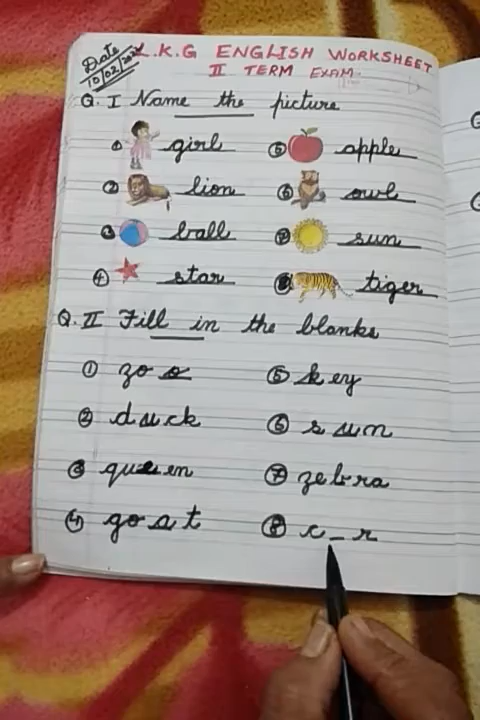 Date
10/02/202
L.K.G ENGLISH WORKSHEET
II TERM EXAM.
Q. I Name the picture
① girl ⑤ apple
② lion ⑥ owl
③ ball ⑦ sun
④ star ⑧ tiger
Q. II Fill in the blanks
① zoo ⑤ key
② duck ⑥ sun
③ queen ⑦ zebra
④ goat ⑧ c_r